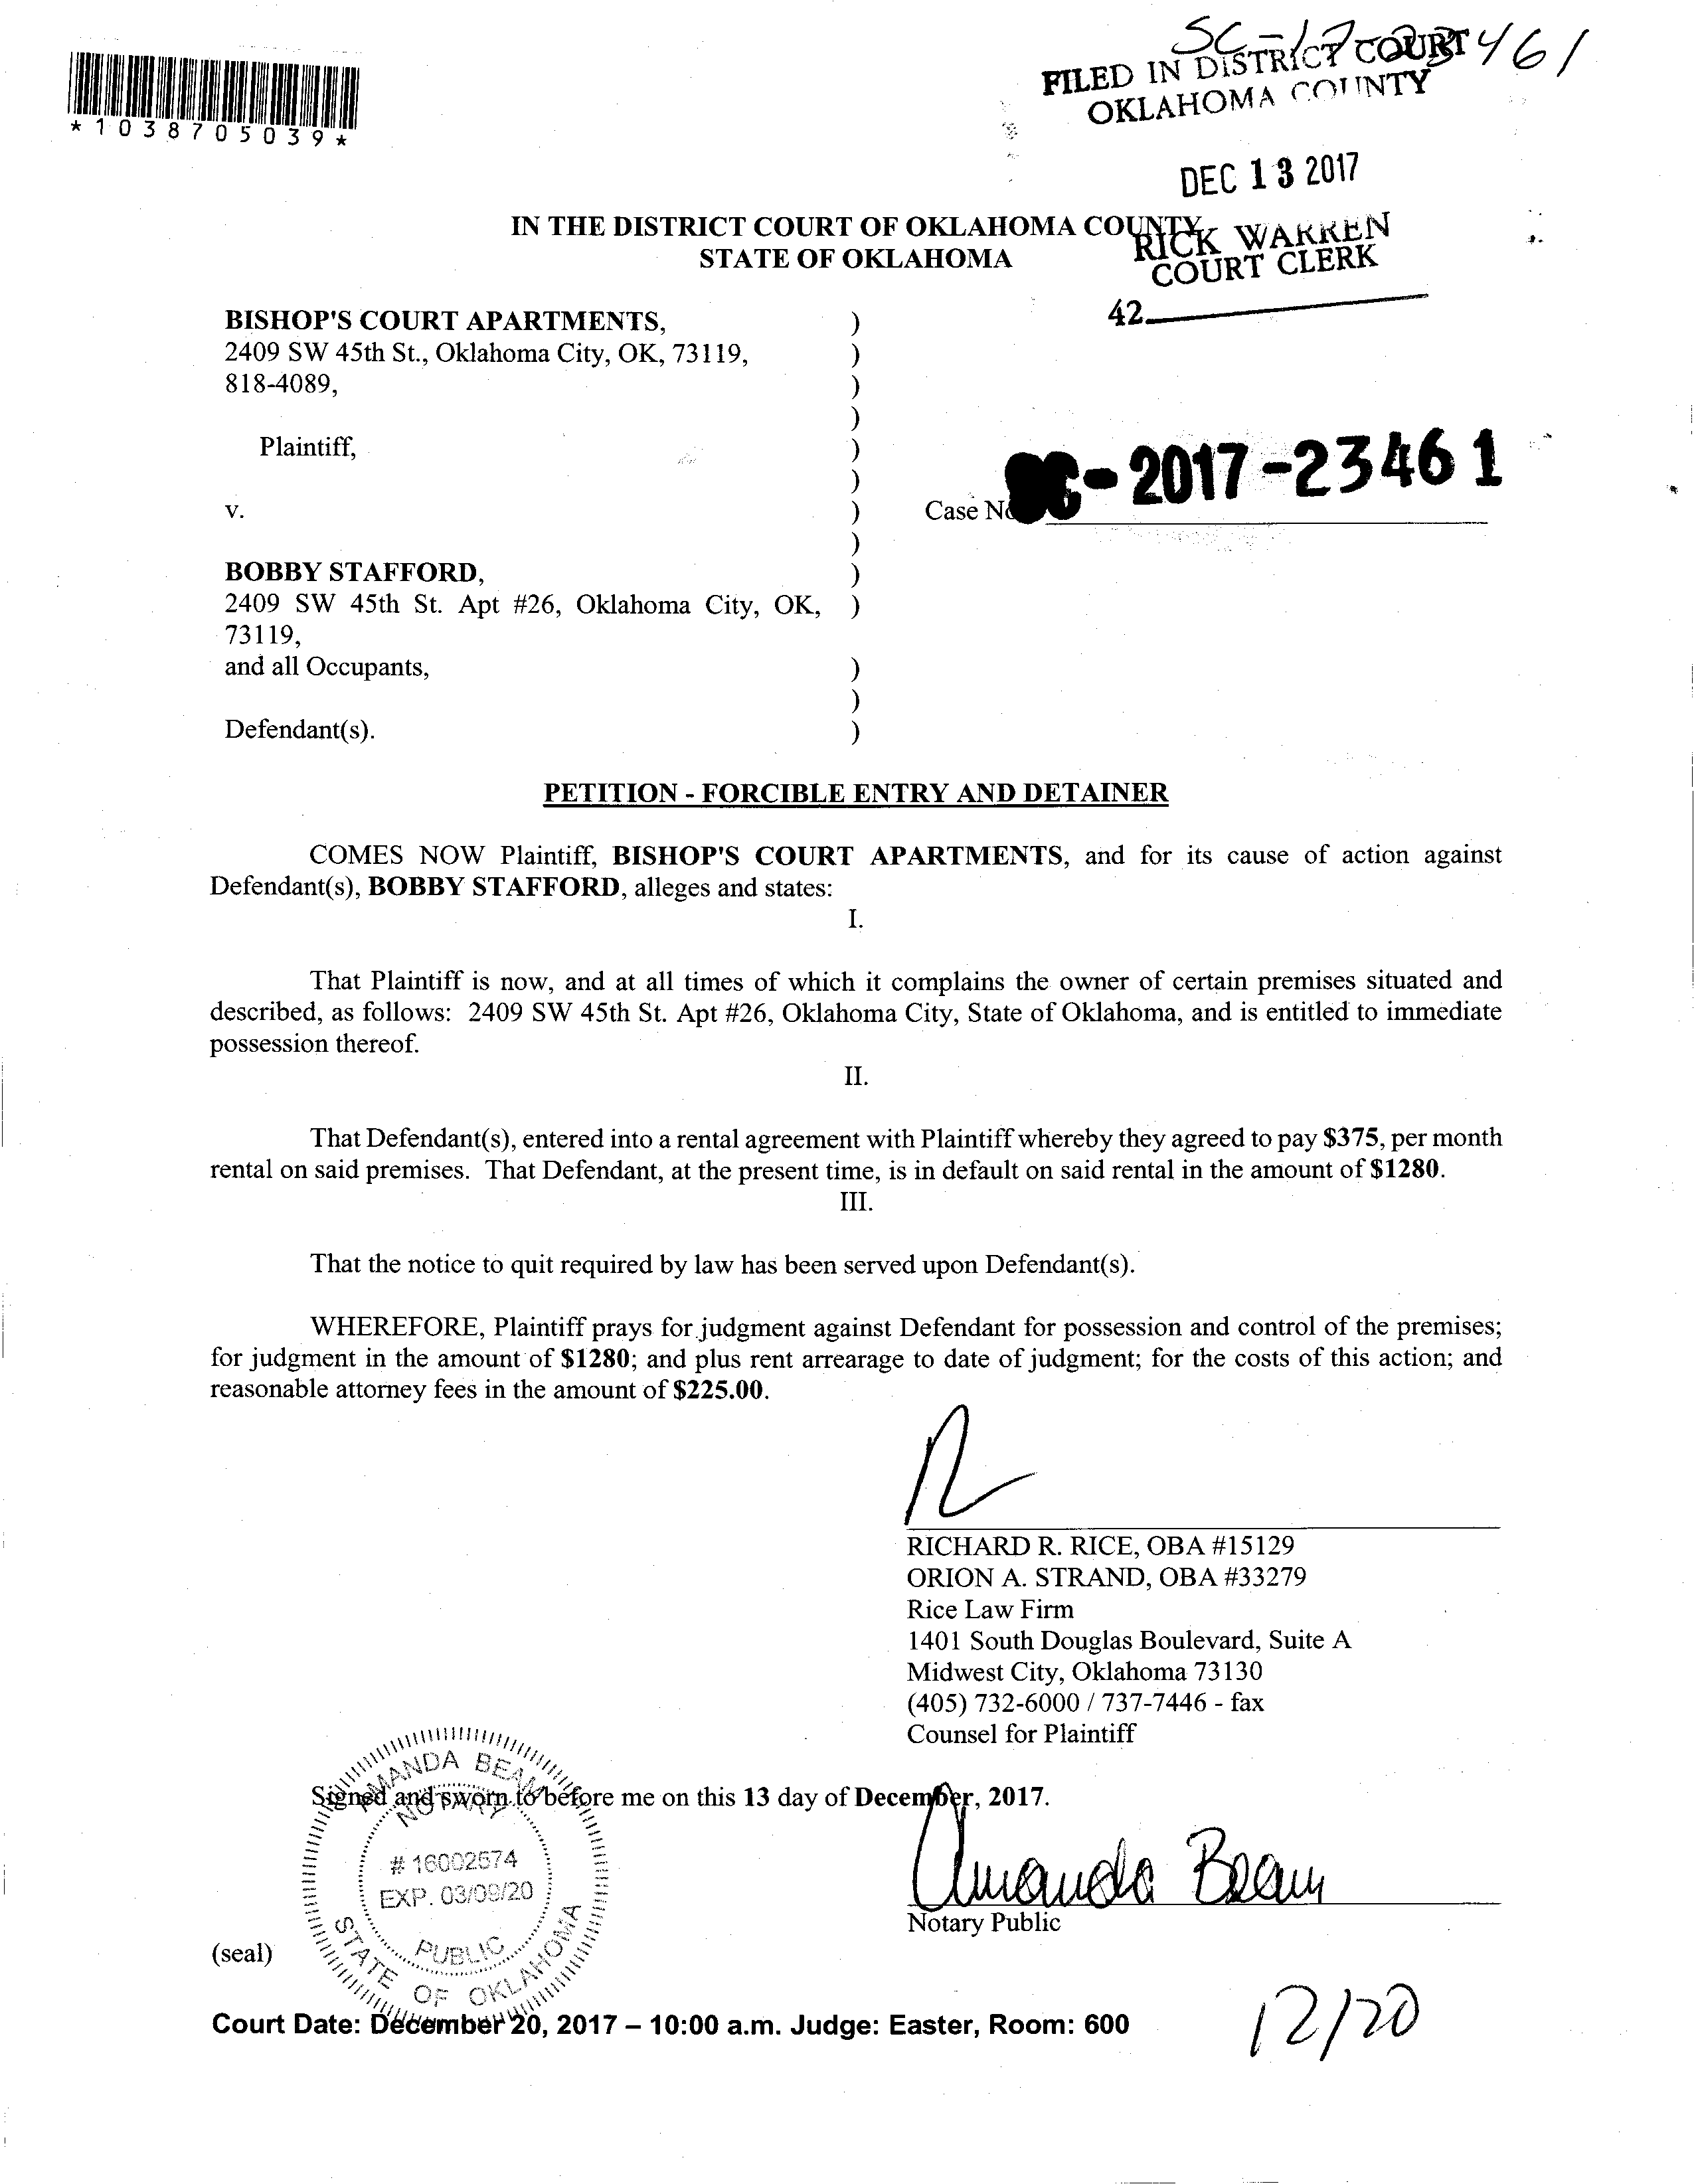 SC-17-23461
FILED IN DISTRICT COURT
OKLAHOMA COUNTY
*1038705039*
DEC 13 2017
IN THE DISTRICT COURT OF OKLAHOMA COUNTY
STATE OF OKLAHOMA
RICK WARREN
COURT CLERK
42
BISHOP'S COURT APARTMENTS, )
2409 SW 45th St., Oklahoma City, OK, 73119, )
818-4089, )
)
Plaintiff, )
)
v. ) Case No. SC-2017-23461
)
BOBBY STAFFORD, )
2409 SW 45th St. Apt #26, Oklahoma City, OK, )
73119,
and all Occupants, )
)
Defendant(s). )
PETITION - FORCIBLE ENTRY AND DETAINER
COMES NOW Plaintiff, BISHOP'S COURT APARTMENTS, and for its cause of action against
Defendant(s), BOBBY STAFFORD, alleges and states:
I.
That Plaintiff is now, and at all times of which it complains the owner of certain premises situated and
described, as follows: 2409 SW 45th St. Apt #26, Oklahoma City, State of Oklahoma, and is entitled to immediate
possession thereof.
II.
That Defendant(s), entered into a rental agreement with Plaintiff whereby they agreed to pay $375, per month
rental on said premises. That Defendant, at the present time, is in default on said rental in the amount of $1280.
III.
That the notice to quit required by law has been served upon Defendant(s).
WHEREFORE, Plaintiff prays for judgment against Defendant for possession and control of the premises;
for judgment in the amount of $1280; and plus rent arrearage to date of judgment; for the costs of this action; and
reasonable attorney fees in the amount of $225.00.
RICHARD R. RICE, OBA #15129
ORION A. STRAND, OBA #33279
Rice Law Firm
1401 South Douglas Boulevard, Suite A
Midwest City, Oklahoma 73130
(405) 732-6000 / 737-7446 - fax
Counsel for Plaintiff
Signed and sworn to before me on this 13 day of December, 2017.
AMANDA BEAM
NOTARY
# 16002574
EXP. 03/09/20
PUBLIC
STATE OF OKLAHOMA
Amanda Beam
Notary Public
(seal)
Court Date: December 20, 2017 – 10:00 a.m. Judge: Easter, Room: 600
12/20